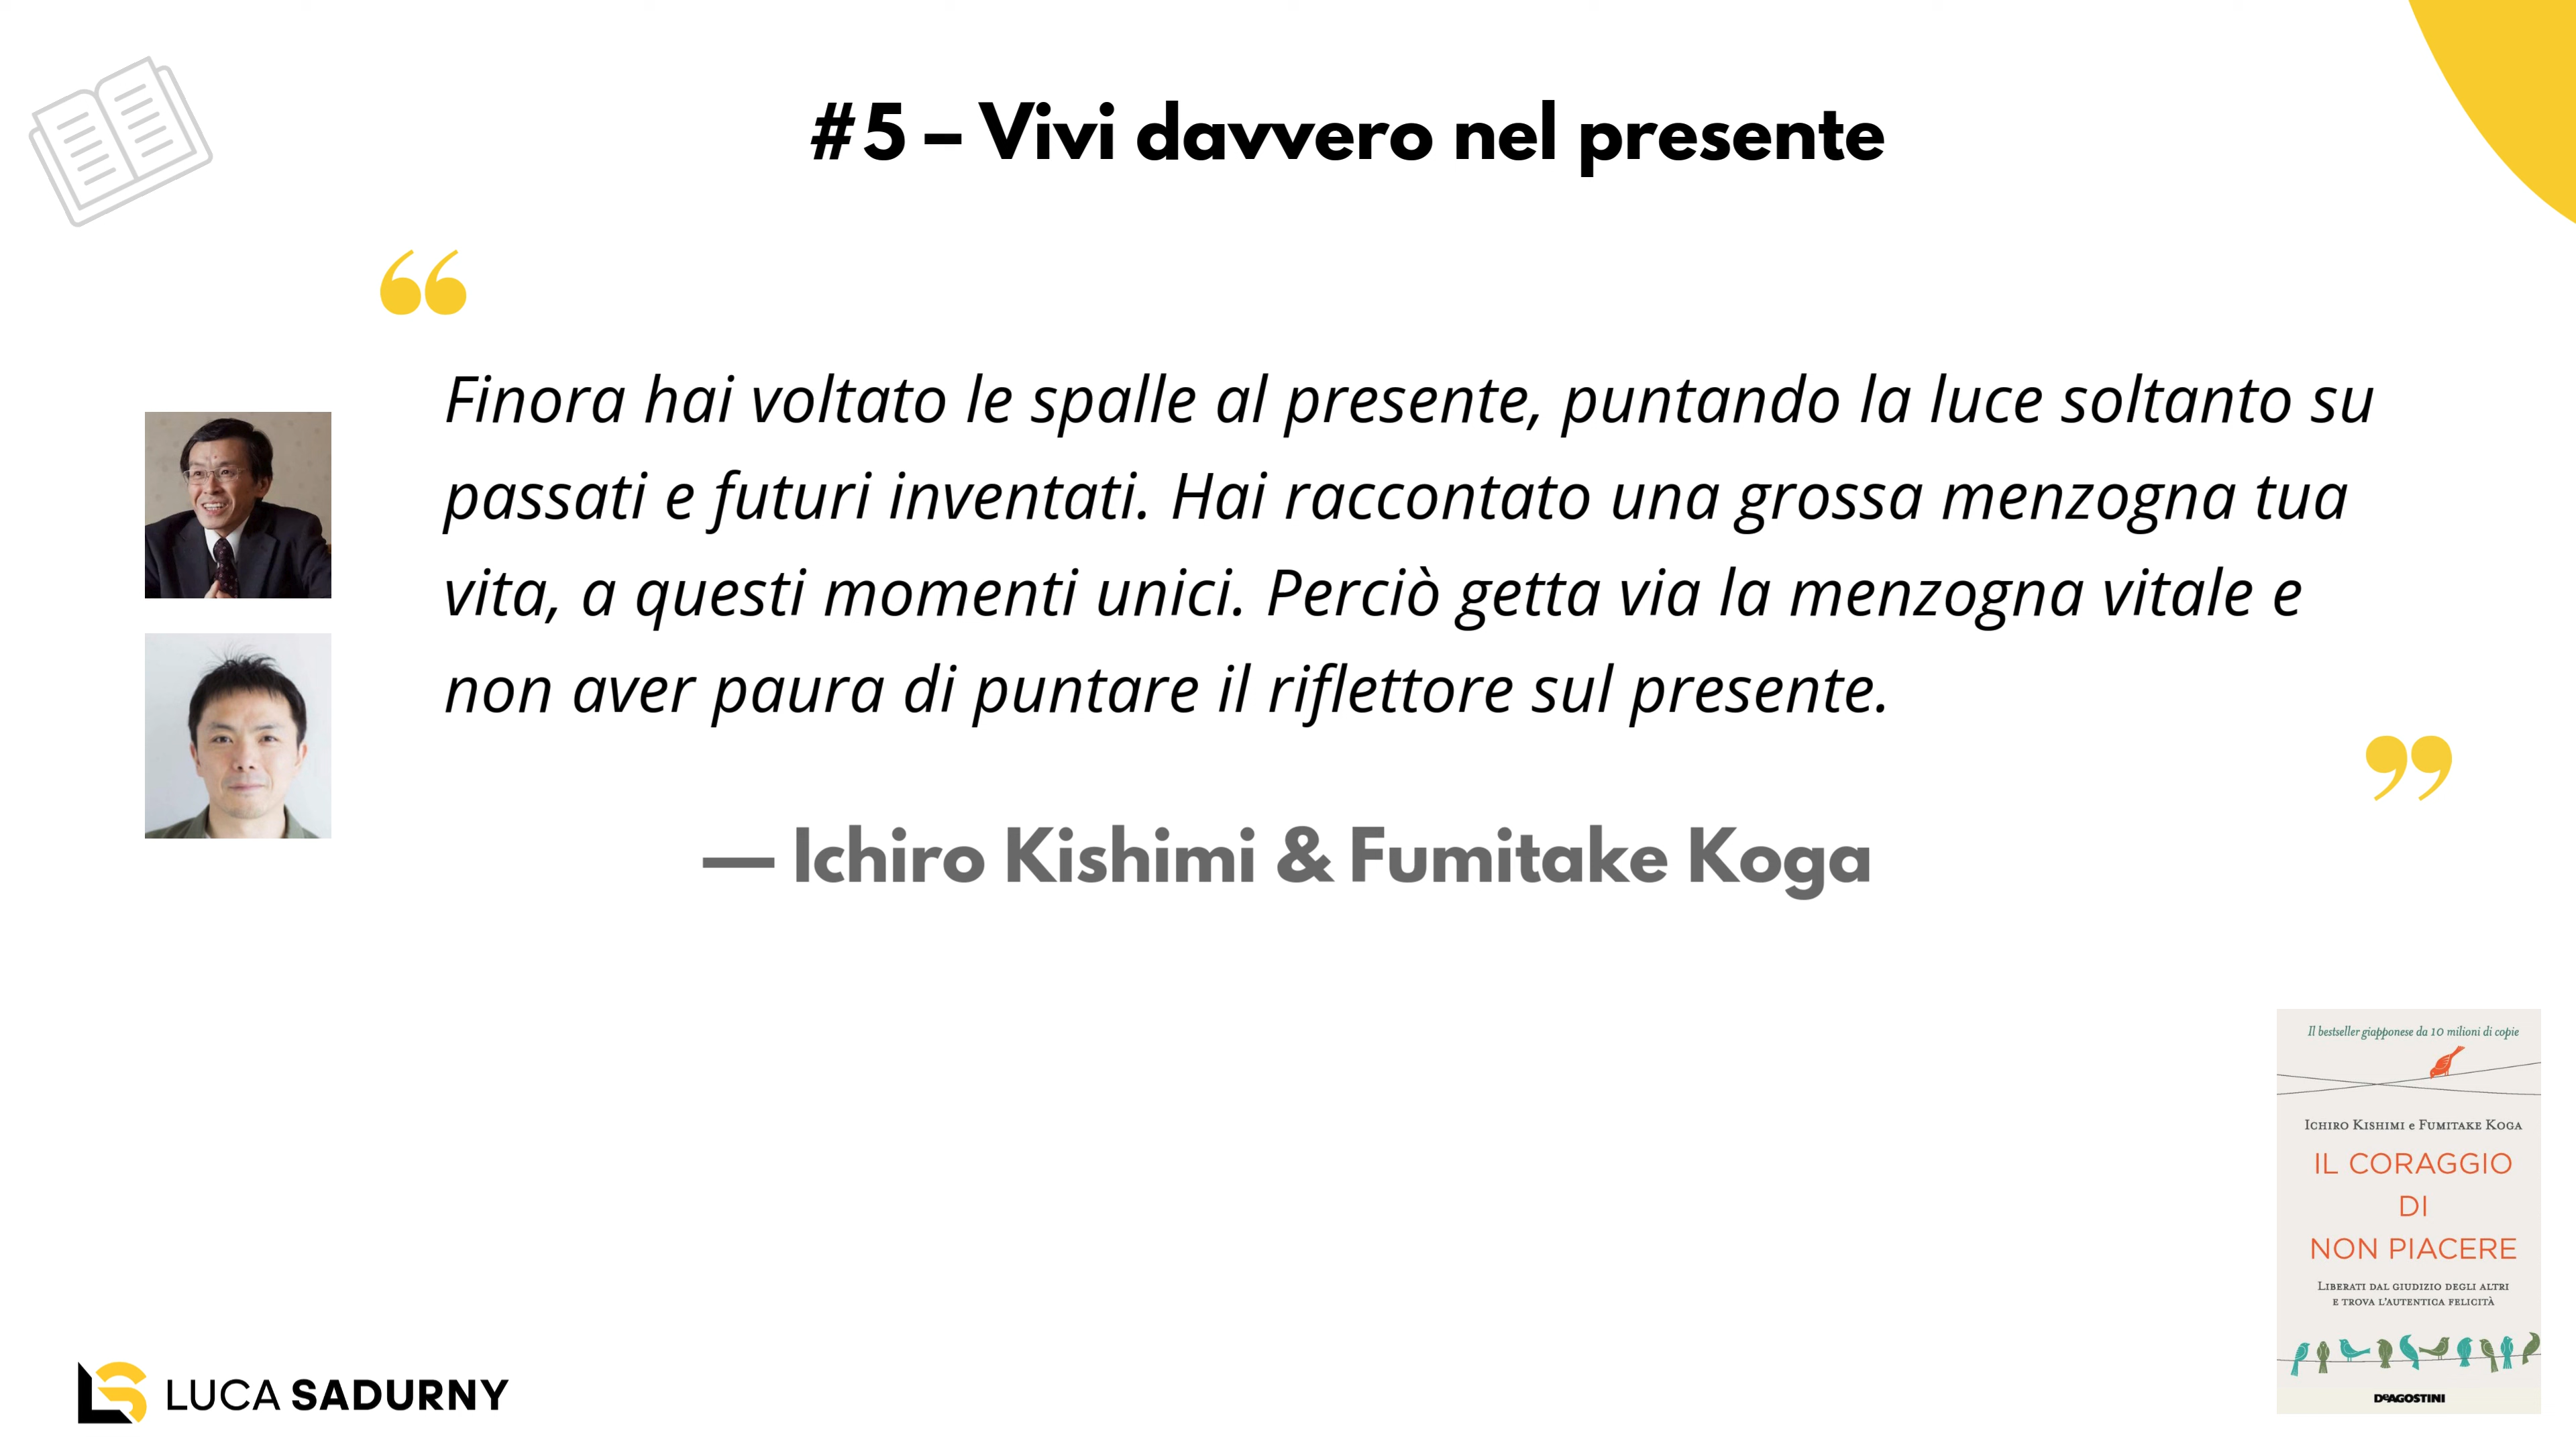 #5 – Vivi davvero nel presente
“
Finora hai voltato le spalle al presente, puntando la luce soltanto su
passati e futuri inventati. Hai raccontato una grossa menzogna tua
vita, a questi momenti unici. Perciò getta via la menzogna vitale e
non aver paura di puntare il riflettore sul presente.
”
— Ichiro Kishimi & Fumitake Koga
Il bestseller giapponese da 10 milioni di copie
Ichiro Kishimi e Fumitake Koga
IL CORAGGIO
DI
NON PIACERE
Liberati dal giudizio degli altri
e trova l'autentica felicità
DeAGOSTINI
LS LUCA SADURNY